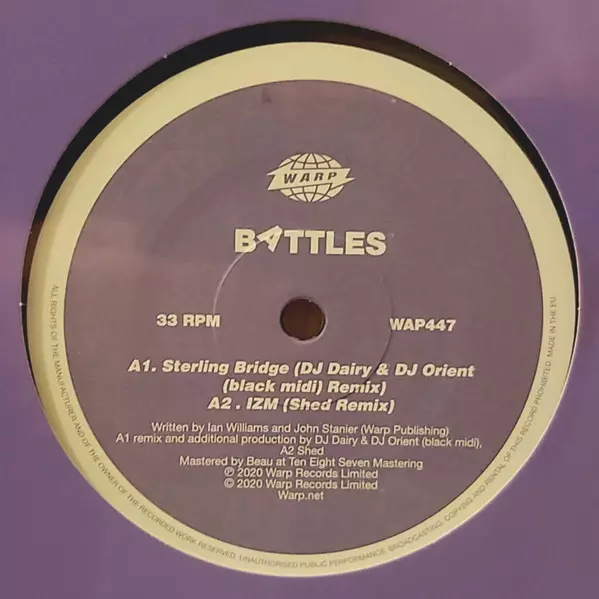 WARP
BATTLES
33 RPM
WAP447
A1. Sterling Bridge (DJ Dairy & DJ Orient
(black midi) Remix)
A2 . IZM (Shed Remix)
Written by Ian Williams and John Stanier (Warp Publishing)
A1 remix and additional production by DJ Dairy & DJ Orient (black midi),
A2 Shed
Mastered by Beau at Ten Eight Seven Mastering
℗ 2020 Warp Records Limited
© 2020 Warp Records Limited
Warp.net
ALL RIGHTS OF THE MANUFACTURER AND OF THE OWNER OF THE RECORDED WORK RESERVED. UNAUTHORISED PUBLIC PERFORMANCE, BROADCASTING, COPYING AND RENTAL OF THIS RECORD PROHIBITED. MADE IN THE EU